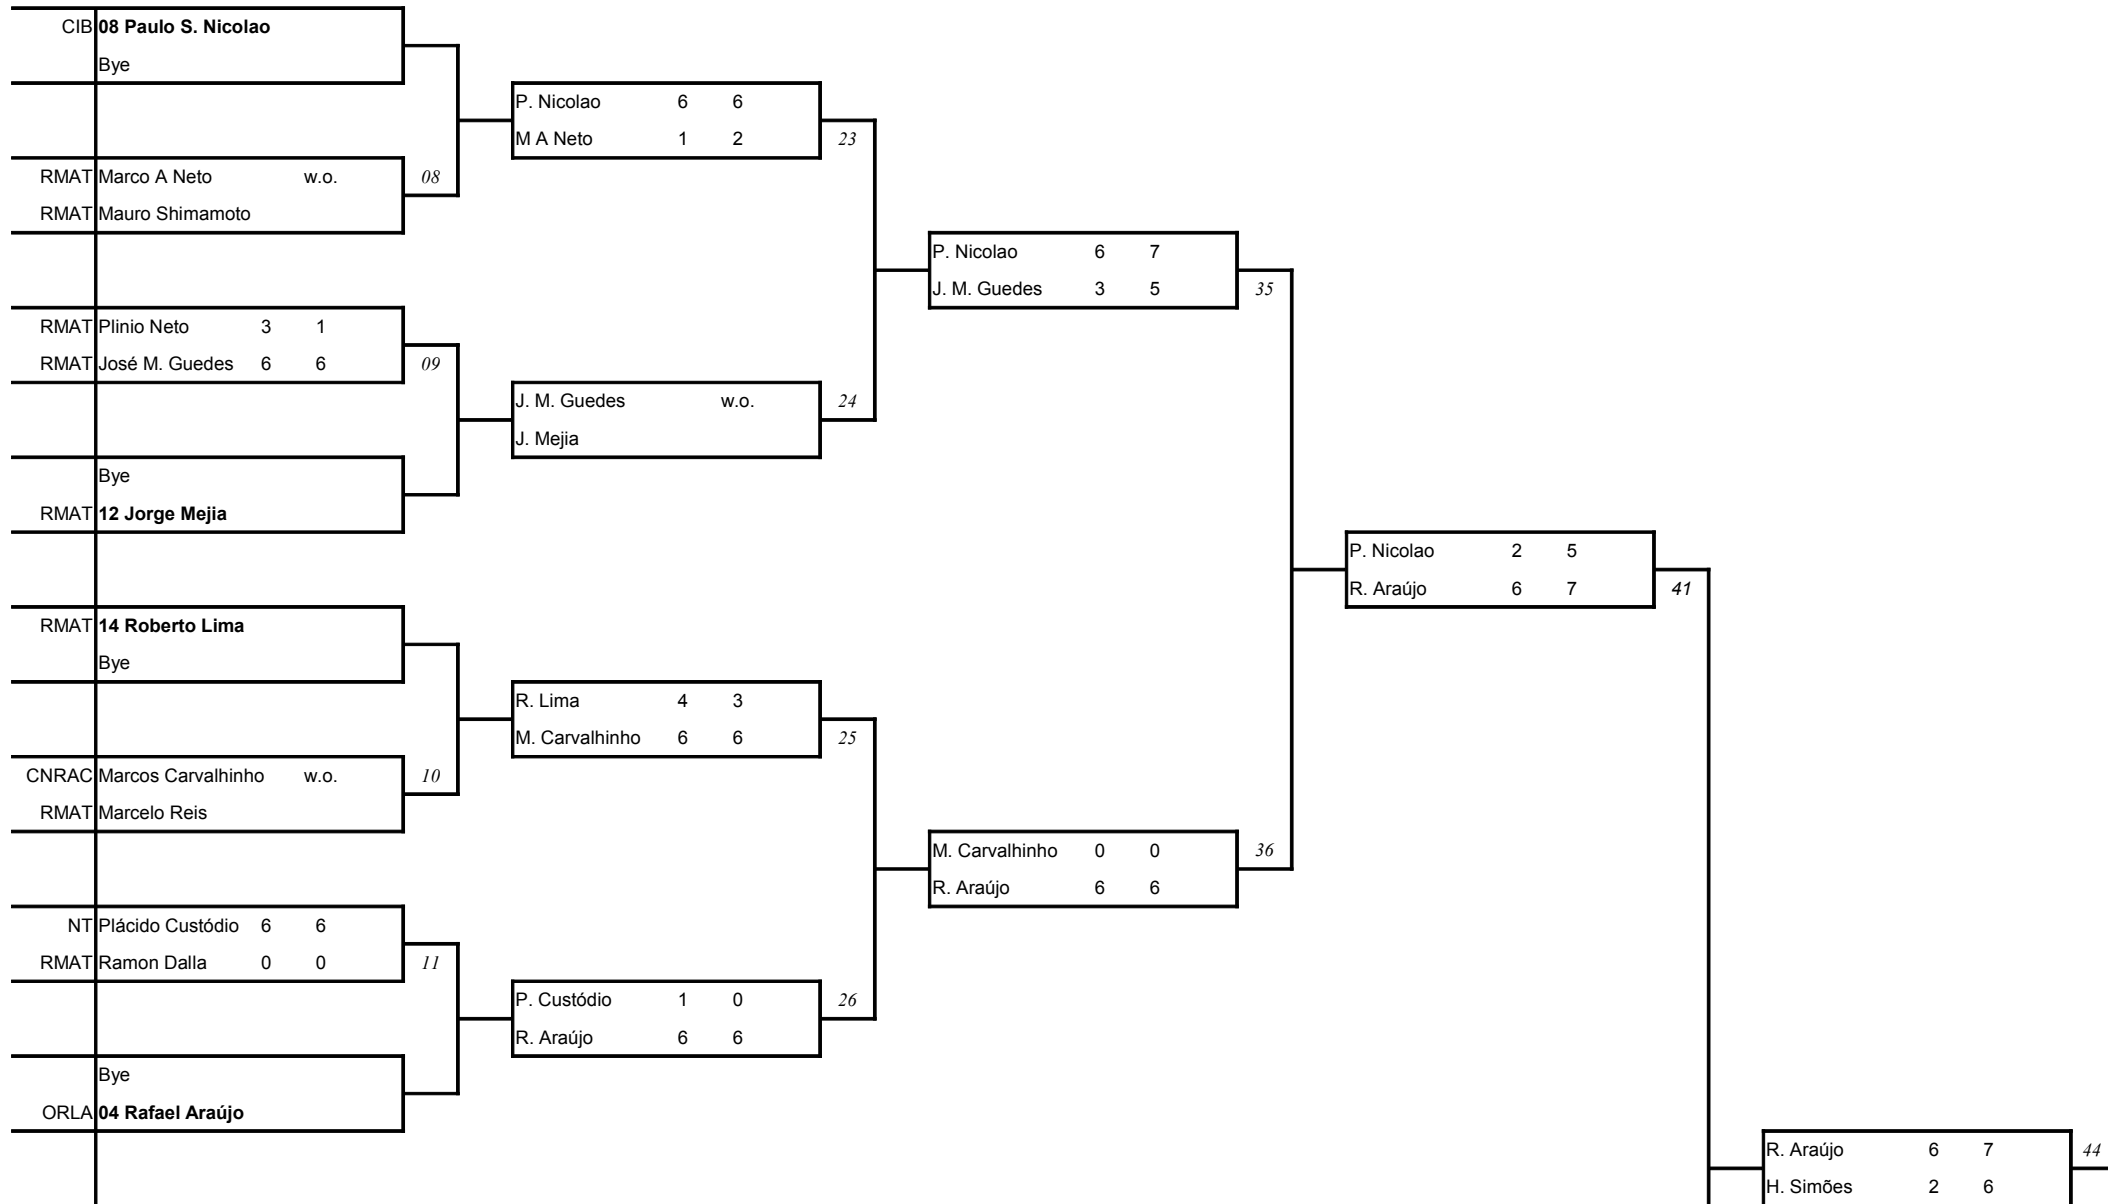 CIB 08 Paulo S. Nicolao
Bye
P. Nicolao 6 6
M A Neto 1 2 23
RMAT Marco A Neto w.o. 08
RMAT Mauro Shimamoto
P. Nicolao 6 7
J. M. Guedes 3 5 35
RMAT Plinio Neto 3 1
RMAT José M. Guedes 6 6 09
J. M. Guedes w.o. 24
J. Mejia
Bye
RMAT 12 Jorge Mejia
P. Nicolao 2 5
R. Araújo 6 7 41
RMAT 14 Roberto Lima
Bye
R. Lima 4 3
M. Carvalhinho 6 6 25
CNRAC Marcos Carvalhinho w.o. 10
RMAT Marcelo Reis
M. Carvalhinho 0 0 36
R. Araújo 6 6
NT Plácido Custódio 6 6
RMAT Ramon Dalla 0 0 11
P. Custódio 1 0 26
R. Araújo 6 6
Bye
ORLA 04 Rafael Araújo
R. Araújo 6 7 44
H. Simões 2 6